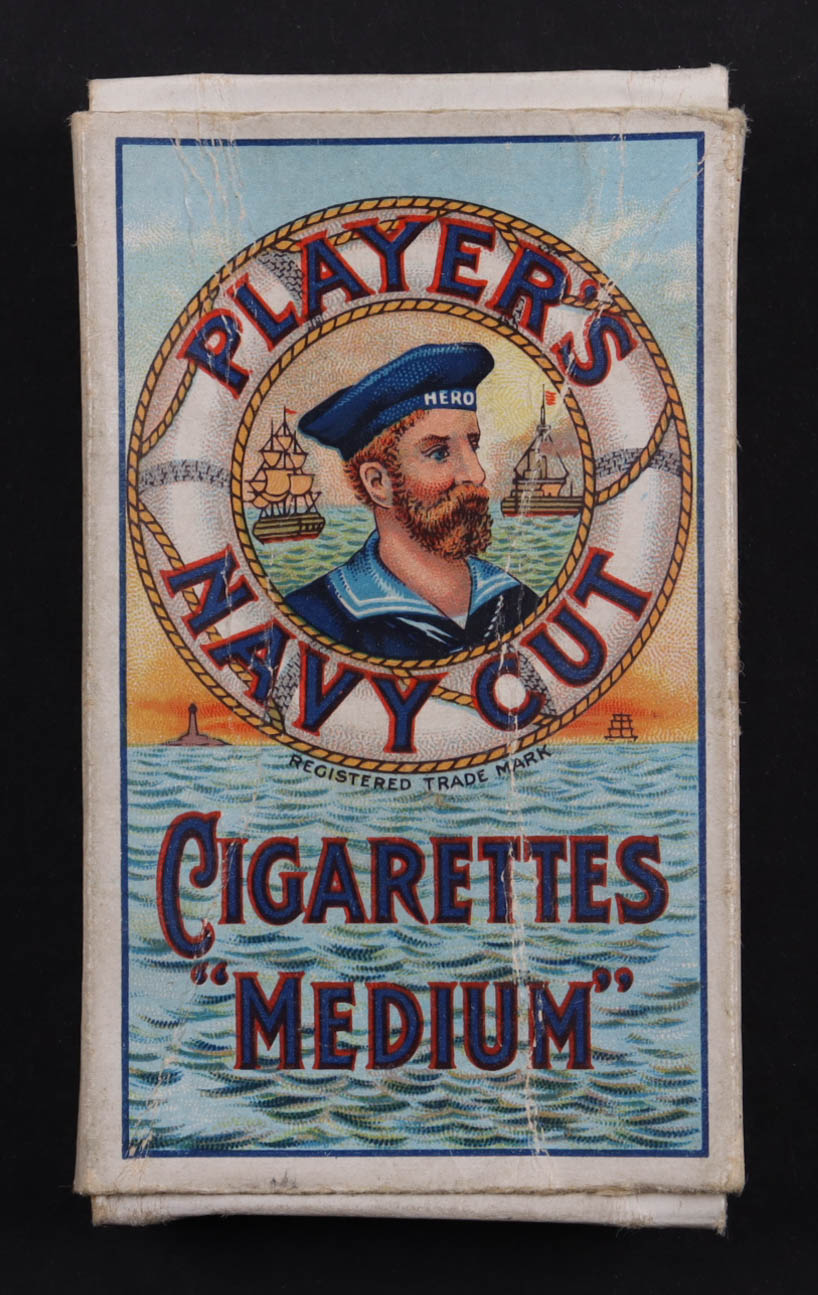 PLAYER'S
HERO
NAVY CUT
REGISTERED TRADE MARK
CIGARETTES
"MEDIUM"